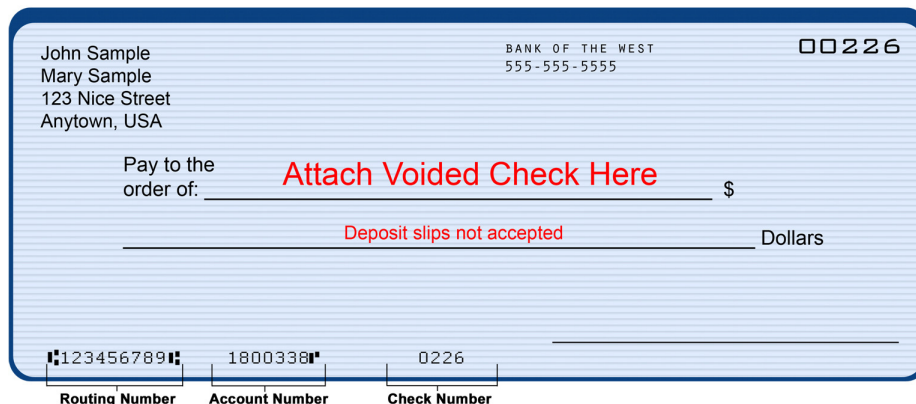 John Sample
Mary Sample
123 Nice Street
Anytown, USA
BANK OF THE WEST
555-555-5555
00226
Pay to the
order of:
Attach Voided Check Here
$
Deposit slips not accepted
Dollars
⑆123456789⑆ 1800338⑈ 0226
Routing Number Account Number Check Number